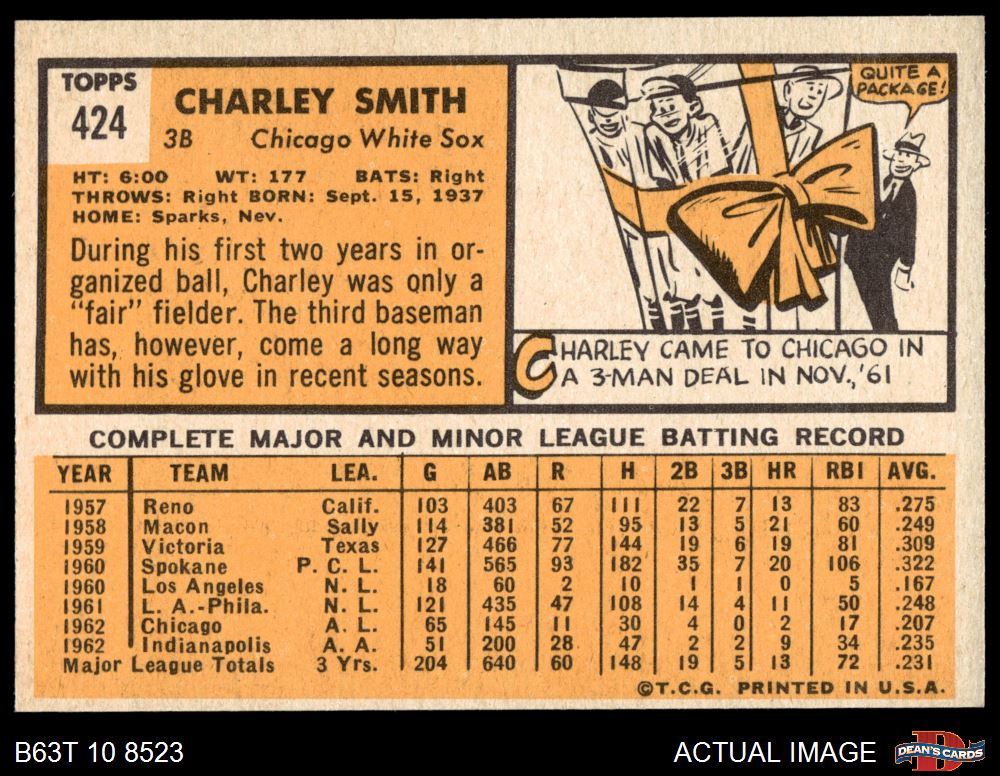 TOPPS
424
CHARLEY SMITH
3B Chicago White Sox
HT: 6:00 WT: 177 BATS: Right
THROWS: Right BORN: Sept. 15, 1937
HOME: Sparks, Nev.
During his first two years in or-
ganized ball, Charley was only a
"fair" fielder. The third baseman
has, however, come a long way
with his glove in recent seasons.
QUITE A
PACKAGE!
CHARLEY CAME TO CHICAGO IN
A 3-MAN DEAL IN NOV., '61
COMPLETE MAJOR AND MINOR LEAGUE BATTING RECORD
YEAR TEAM LEA. G AB R H 2B 3B HR RBI AVG.
1957 Reno Calif. 103 403 67 111 22 7 13 83 .275
1958 Macon Sally 114 381 52 95 13 5 21 60 .249
1959 Victoria Texas 127 466 77 144 19 6 19 81 .309
1960 Spokane P. C. L. 141 565 93 182 35 7 20 106 .322
1960 Los Angeles N. L. 18 60 2 10 1 1 0 5 .167
1961 L. A.-Phila. N. L. 121 435 47 108 14 4 11 50 .248
1962 Chicago A. L. 65 145 11 30 4 0 2 17 .207
1962 Indianapolis A. A. 51 200 28 47 2 2 9 34 .235
Major League Totals 3 Yrs. 204 640 60 148 19 5 13 72 .231
©T.C.G. PRINTED IN U.S.A.
B63T 10 8523 ACTUAL IMAGE DEAN'S CARDS